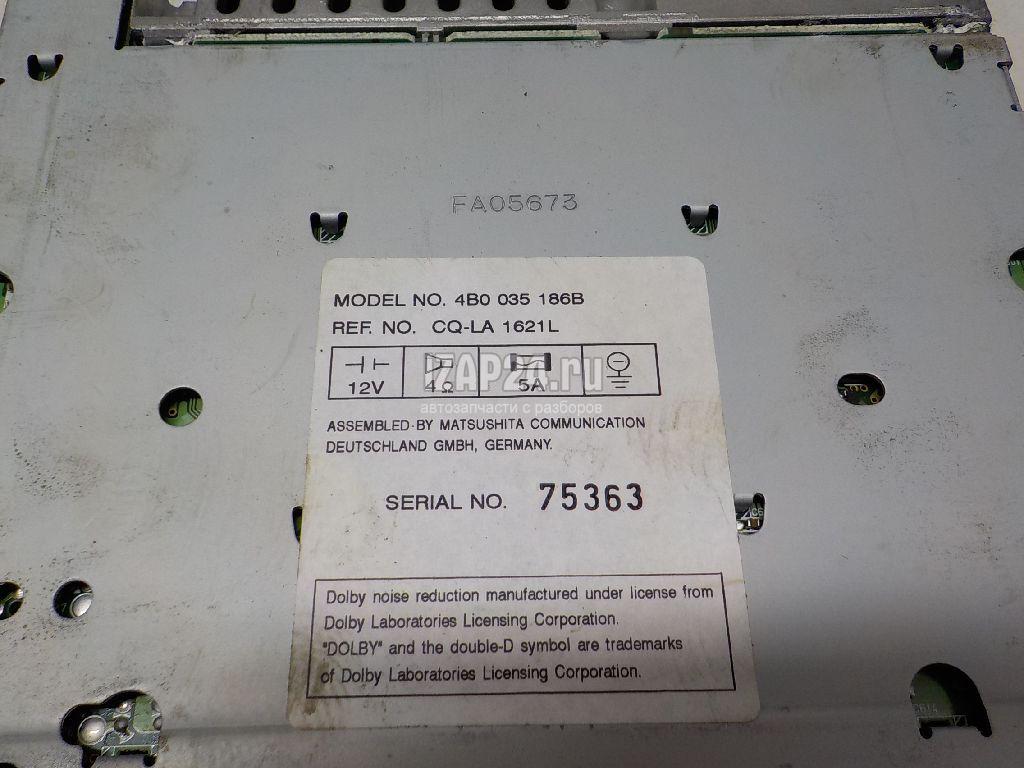 FA05673
MODEL NO. 4B0 035 186B
REF. NO. CQ-LA 1621L
12V 4Ω 5A
ZAP24.ru
автозапчасти с разборов
ASSEMBLED BY MATSUSHITA COMMUNICATION
DEUTSCHLAND GMBH, GERMANY.
SERIAL NO. 75363
Dolby noise reduction manufactured under license from
Dolby Laboratories Licensing Corporation.
"DOLBY" and the double-D symbol are trademarks
of Dolby Laboratories Licensing Corporation.